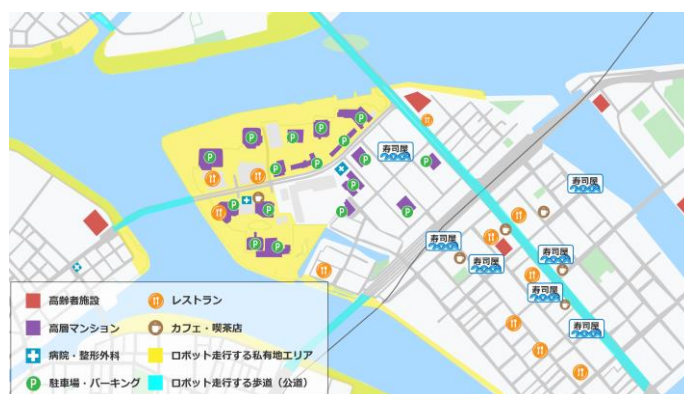 寿司屋
寿司屋
寿司屋
寿司屋
寿司屋
寿司屋
寿司屋
高齢者施設
レストラン
高層マンション
カフェ・喫茶店
病院・整形外科
ロボット走行する私有地エリア
P 駐車場・パーキング
ロボット走行する歩道（公道）